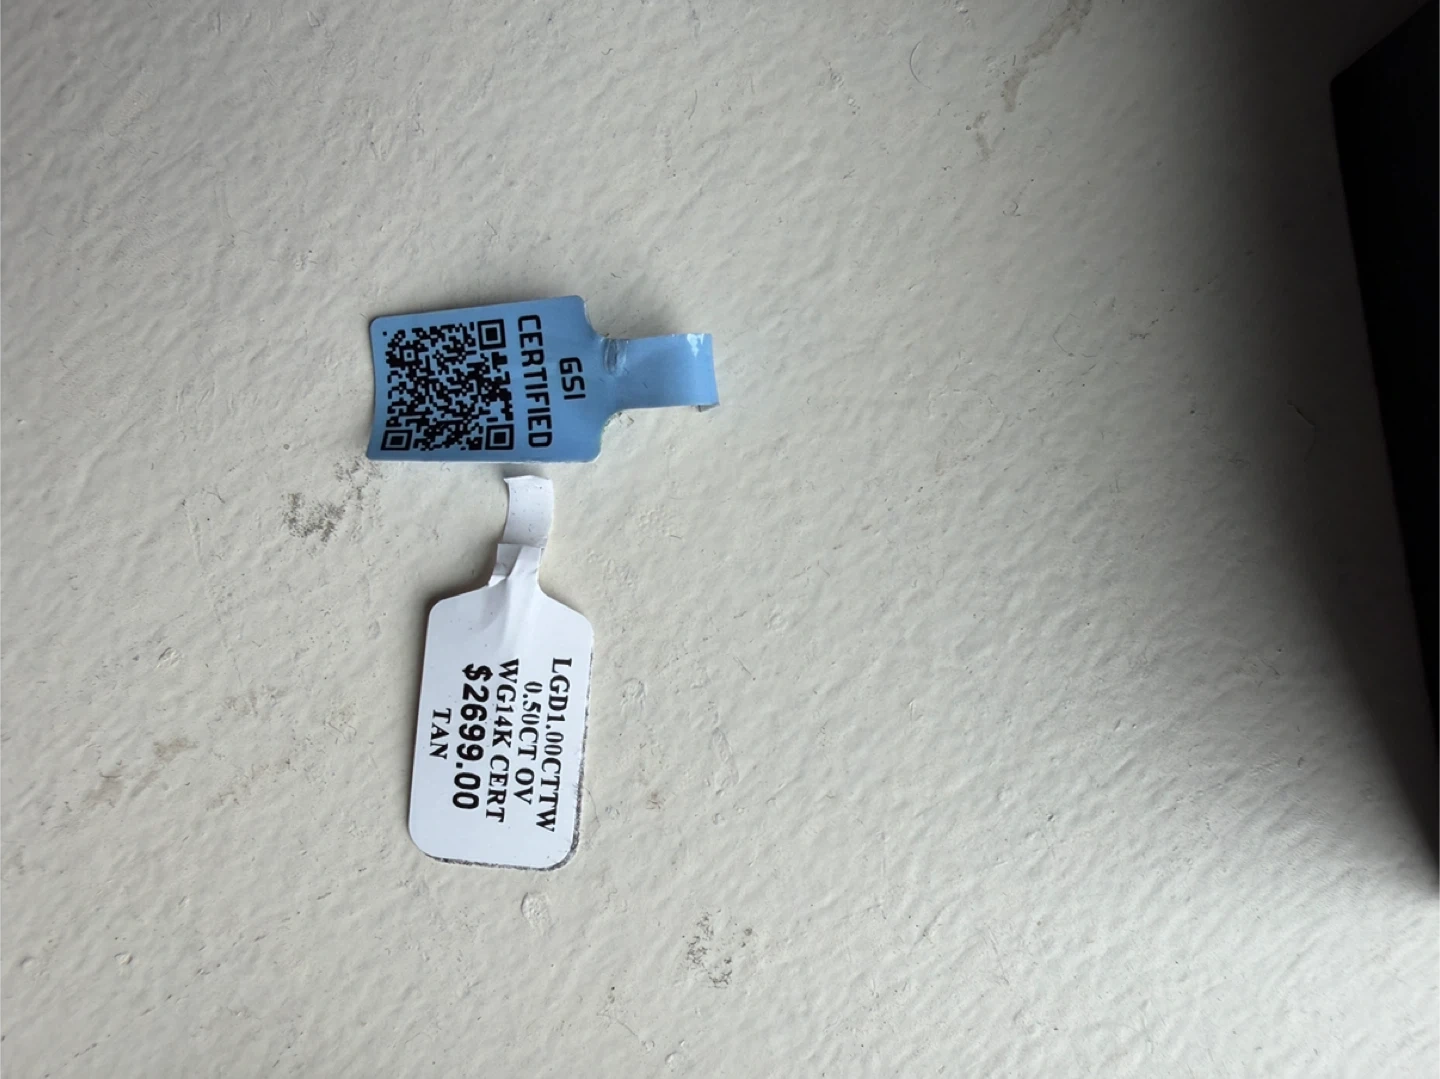 GSI
CERTIFIED
LGD1.00CTTW
0.50CT OV
WG14K CERT
$2699.00
TAN